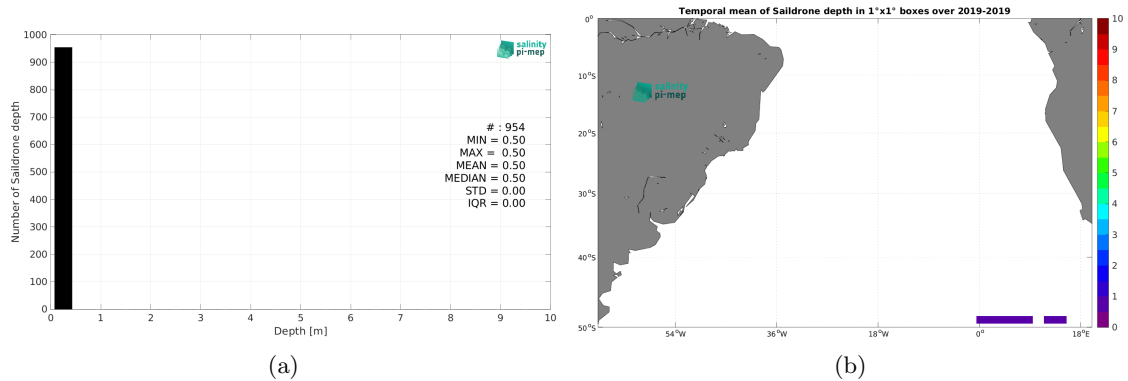 1000
900
800
700
600
500
400
300
200
100
0
Number of Saildrone depth
0 1 2 3 4 5 6 7 8 9 10
Depth [m]
salinity
pi-mep
# : 954
MIN = 0.50
MAX = 0.50
MEAN = 0.50
MEDIAN = 0.50
STD = 0.00
IQR = 0.00
(a)
Temporal mean of Saildrone depth in 1°x1° boxes over 2019-2019
0°
10°S
20°S
30°S
40°S
50°S
54°W 36°W 18°W 0° 18°E
salinity
pi-mep
10
9
8
7
6
5
4
3
2
1
0
(b)